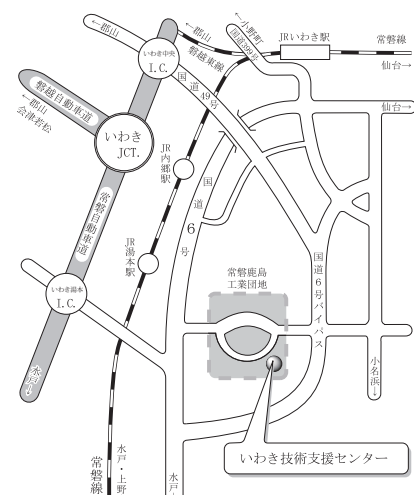 ←郡山
←郡山
←小野町
国道399号
JRいわき駅
常磐線
仙台→
磐越東線
いわき中央
I.C.
国道49号
仙台→
磐越自動車道
←郡山
会津若松
いわき
JCT.
JR内郷駅
国道6号
常磐自動車道
JR湯本駅
国道6号バイパス
常磐鹿島
工業団地
いわき湯本
I.C.
水戸→
小名浜→
いわき技術支援センター
常磐線
水戸・上野
水戸